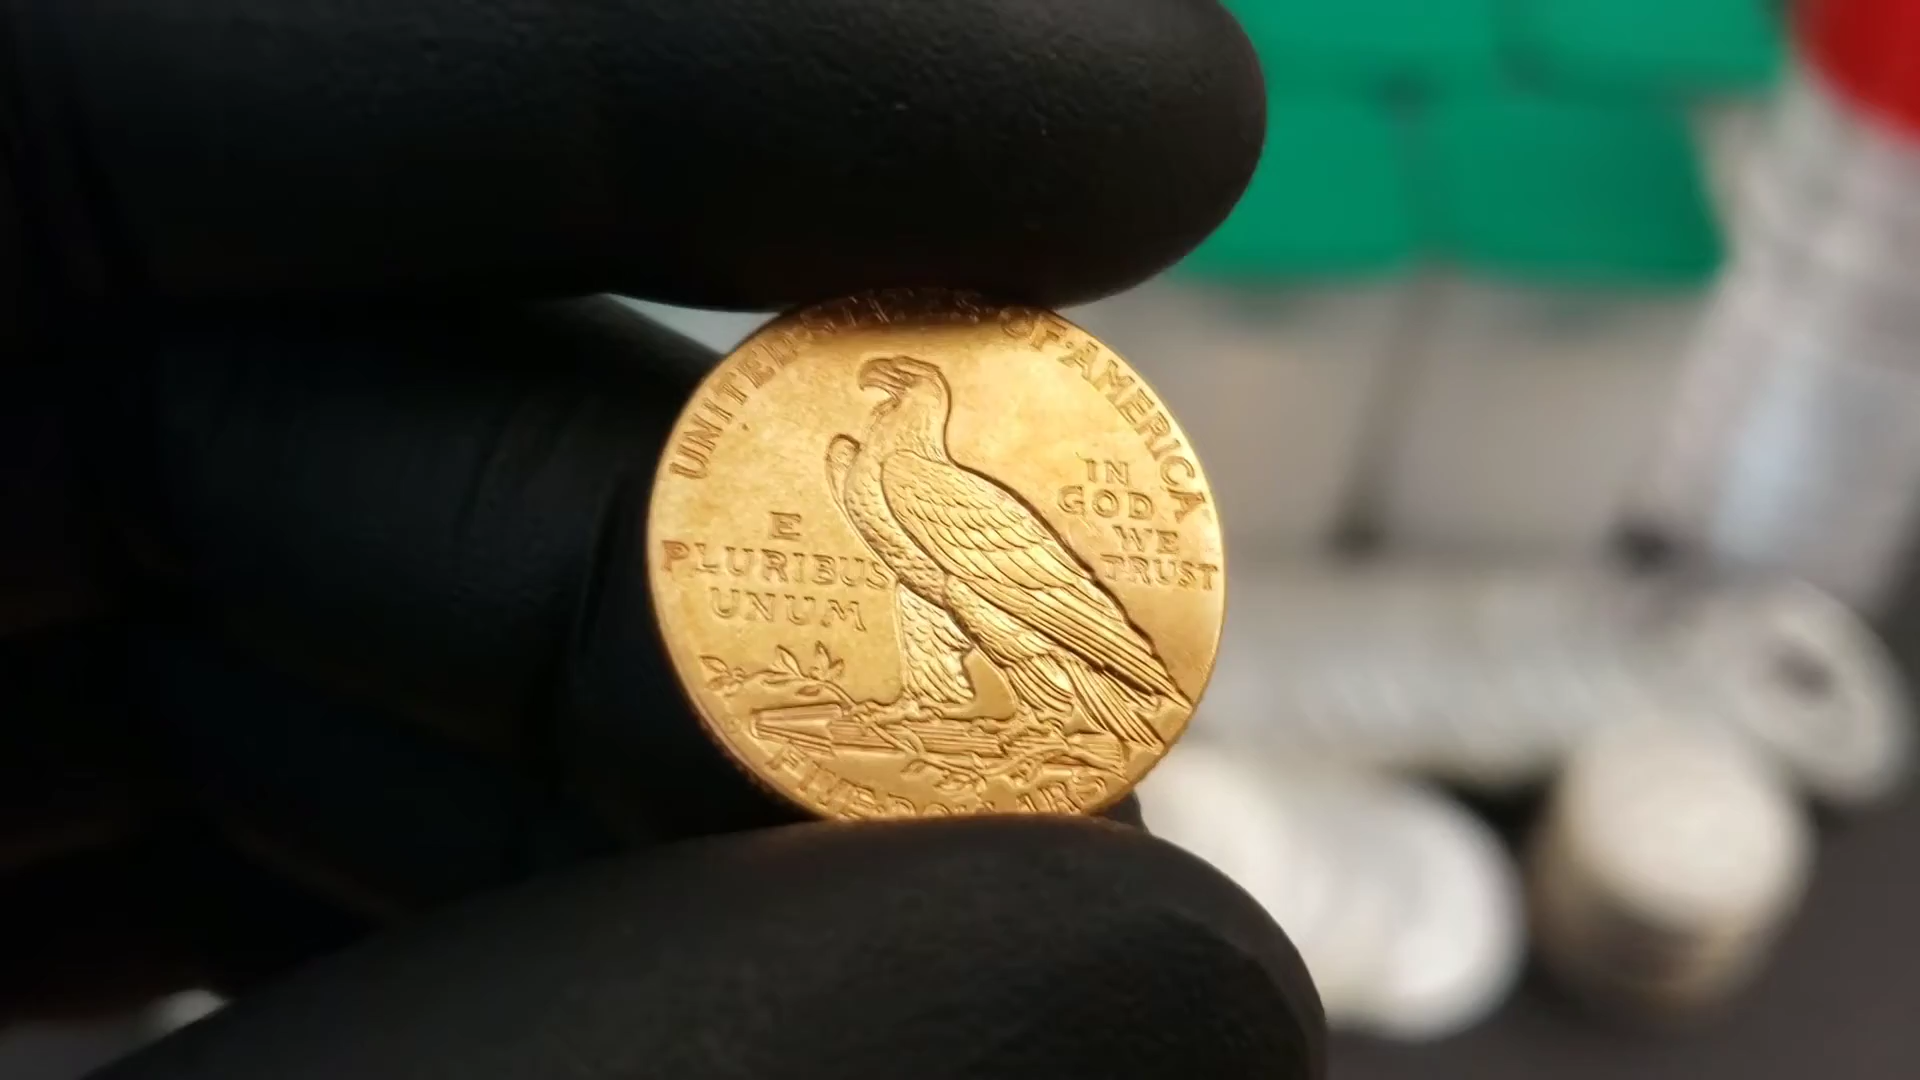 UNITED·STATES·OF·AMERICA
E
PLURIBUS
UNUM
IN
GOD
WE
TRUST
FIVE·DOLLARS